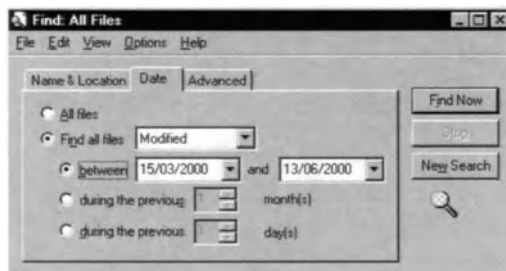 Find: All Files
File Edit View Options Help
Name & Location Date Advanced
All files
Find all files Modified
between 15/03/2000 and 13/06/2000
during the previous 1 month(s)
during the previous 1 day(s)
Find Now
Stop
New Search